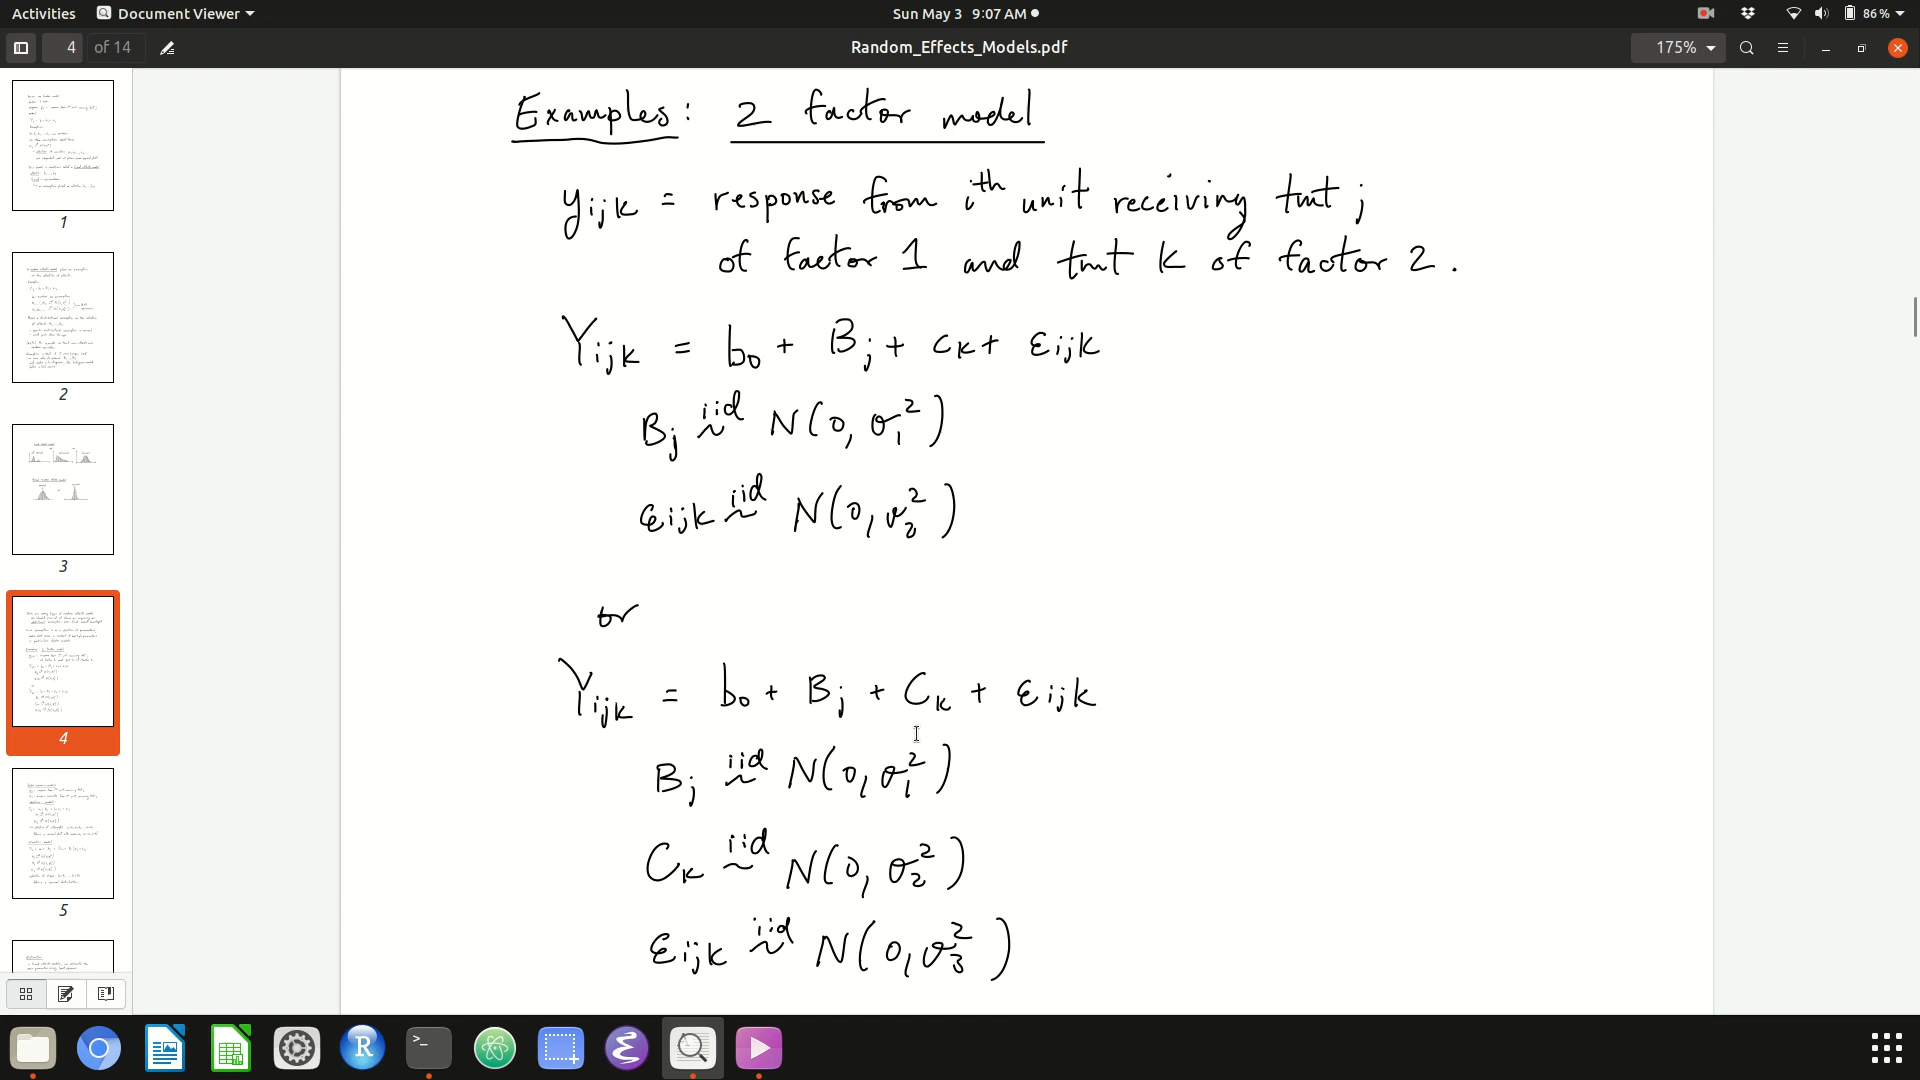 Activities Document Viewer Sun May 3 9:07 AM 86%
4 of 14 Random_Effects_Models.pdf 175%
Examples: 2 factor model
yijk = response from ith unit receiving tmt j
of factor 1 and tmt k of factor 2.
Yijk = b0 + Bj + ck + εijk
Bj iid ~ N(0, σ1²)
εijk iid ~ N(0, σ2²)
or
Yijk = b0 + Bj + Ck + εijk
Bj iid ~ N(0, σ1²)
Ck iid ~ N(0, σ2²)
εijk iid ~ N(0, σ3²)
1
2
3
4
5